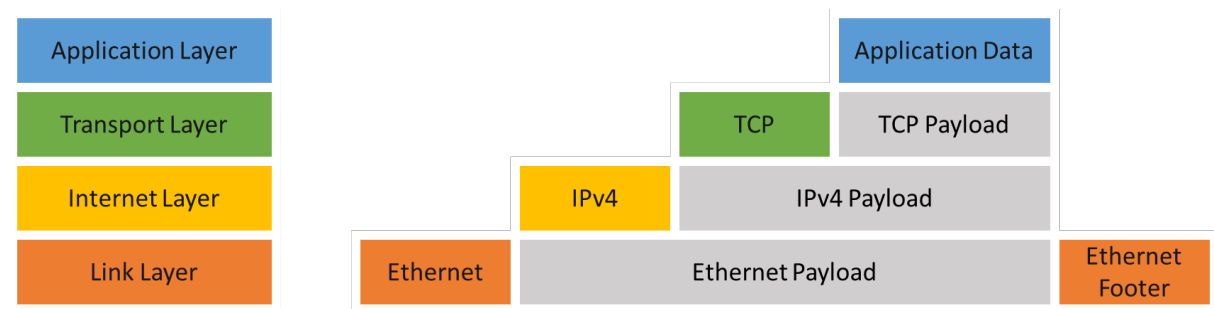 Application Layer
Application Data
Transport Layer
TCP
TCP Payload
Internet Layer
IPv4
IPv4 Payload
Link Layer
Ethernet
Ethernet Payload
Ethernet
Footer